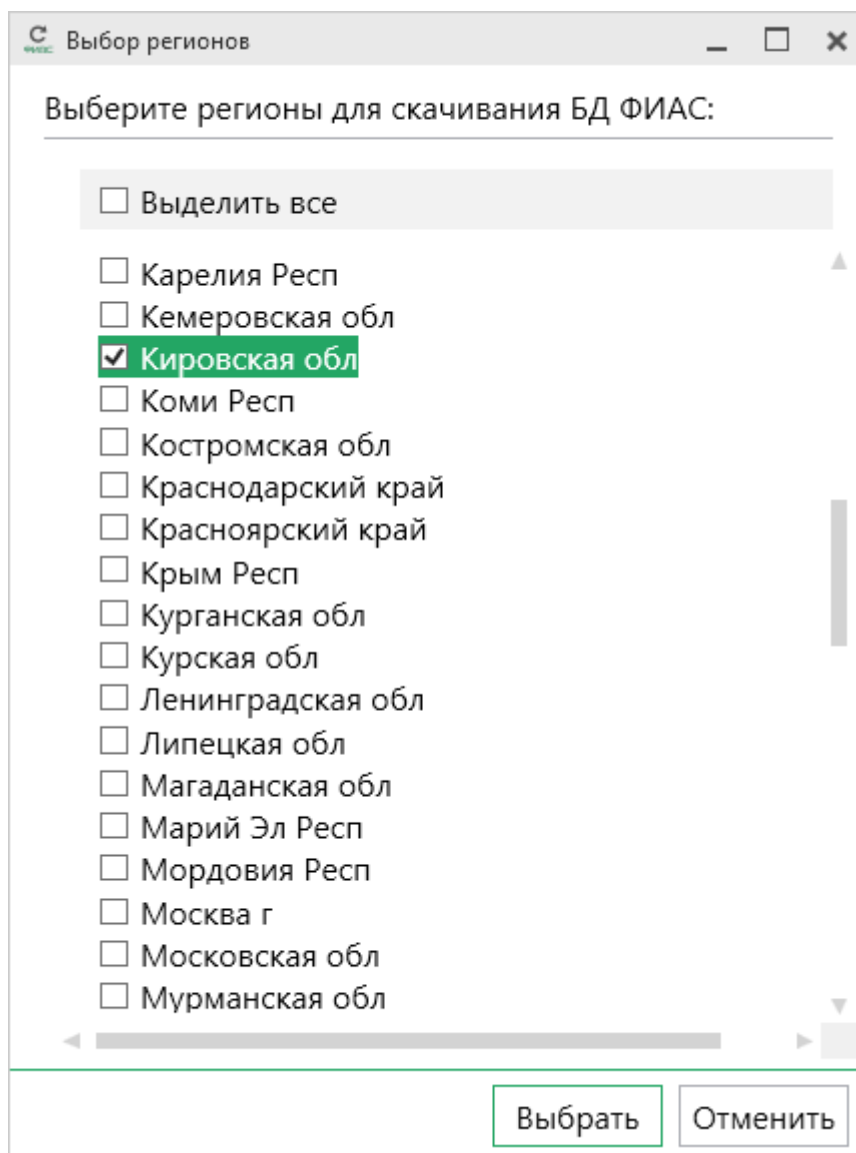 ФИАС Выбор регионов
Выберите регионы для скачивания БД ФИАС:
Выделить все
Карелия Респ
Кемеровская обл
Кировская обл
Коми Респ
Костромская обл
Краснодарский край
Красноярский край
Крым Респ
Курганская обл
Курская обл
Ленинградская обл
Липецкая обл
Магаданская обл
Марий Эл Респ
Мордовия Респ
Москва г
Московская обл
Мурманская обл
Выбрать Отменить